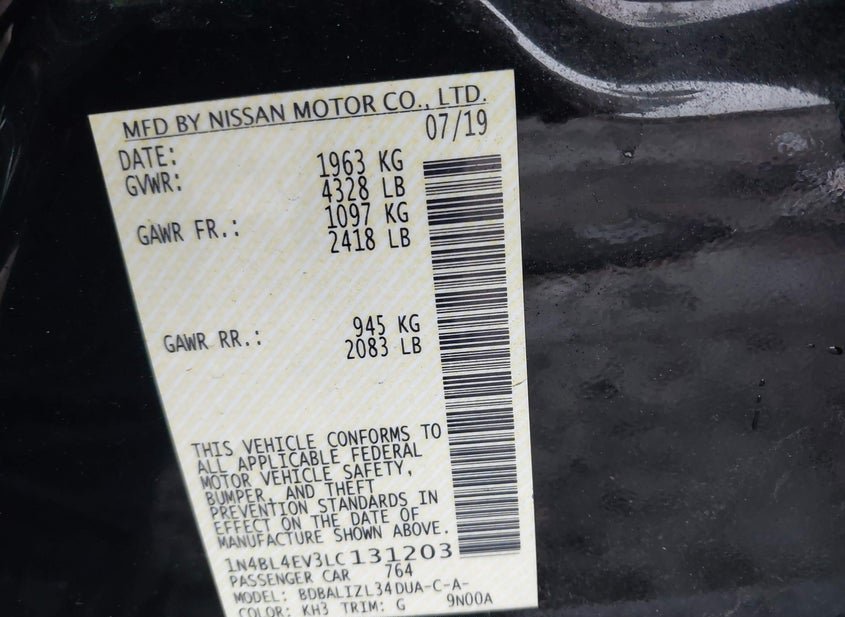 MFD BY NISSAN MOTOR CO., LTD.
DATE: 07/19
GVWR: 1963 KG
4328 LB
GAWR FR.: 1097 KG
2418 LB
GAWR RR.: 945 KG
2083 LB
THIS VEHICLE CONFORMS TO
ALL APPLICABLE FEDERAL
MOTOR VEHICLE SAFETY,
BUMPER, AND THEFT
PREVENTION STANDARDS IN
EFFECT ON THE DATE OF
MANUFACTURE SHOWN ABOVE.
1N4BL4EV3LC131203
PASSENGER CAR 764
MODEL: BDBALIZL34DUA-C-A-
COLOR: KH3 TRIM: G 9N00A